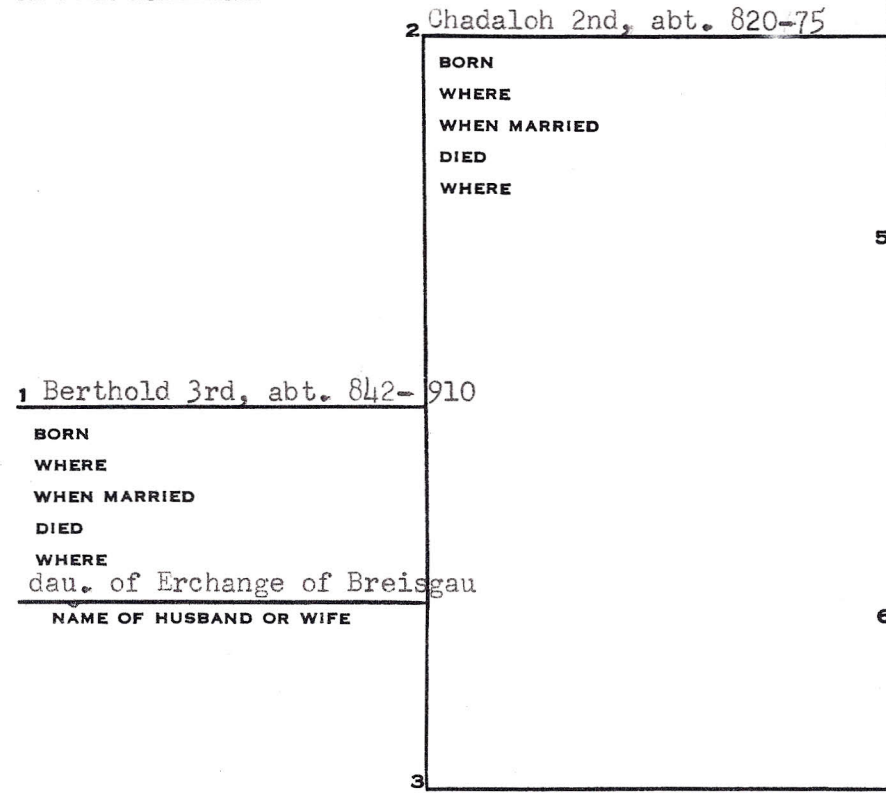 2 Chadaloh 2nd, abt. 820-75
BORN
WHERE
WHEN MARRIED
DIED
WHERE
5
1 Berthold 3rd, abt. 842-910
BORN
WHERE
WHEN MARRIED
DIED
WHERE
dau. of Erchange of Breisgau
NAME OF HUSBAND OR WIFE
6
3